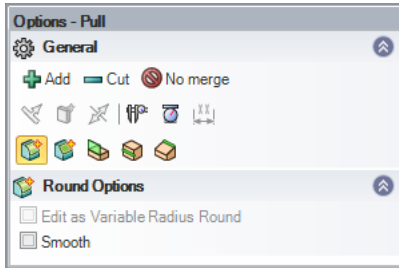 Options - Pull
General
Add Cut No merge
Round Options
Edit as Variable Radius Round
Smooth